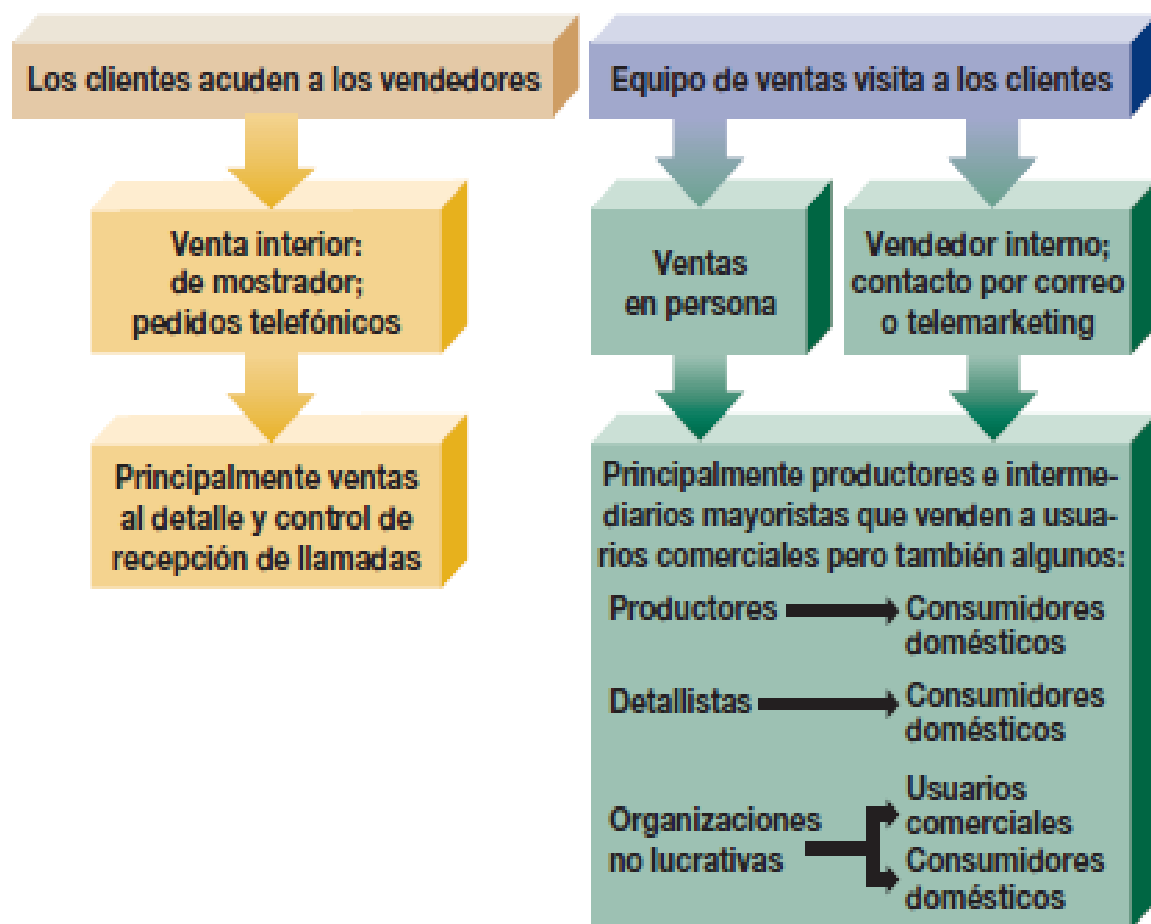 Los clientes acuden a los vendedores
Venta interior:
de mostrador;
pedidos telefónicos
Principalmente ventas
al detalle y control de
recepción de llamadas
Equipo de ventas visita a los clientes
Ventas
en persona
Vendedor interno;
contacto por correo
o telemarketing
Principalmente productores e interme-
diarios mayoristas que venden a usua-
rios comerciales pero también algunos:
Productores
Consumidores
domésticos
Detallistas
Consumidores
domésticos
Organizaciones
no lucrativas
Usuarios
comerciales
Consumidores
domésticos